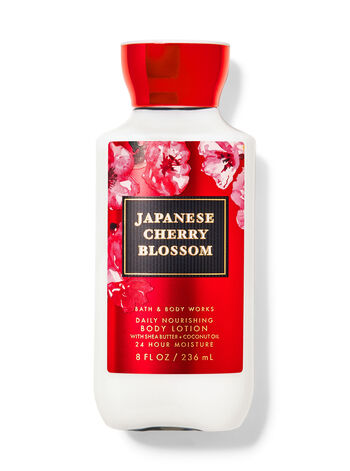 JAPANESE
CHERRY
BLOSSOM
BATH & BODY WORKS
DAILY NOURISHING
BODY LOTION
WITH SHEA BUTTER + COCONUT OIL
24 HOUR MOISTURE
8 FL OZ / 236 mL